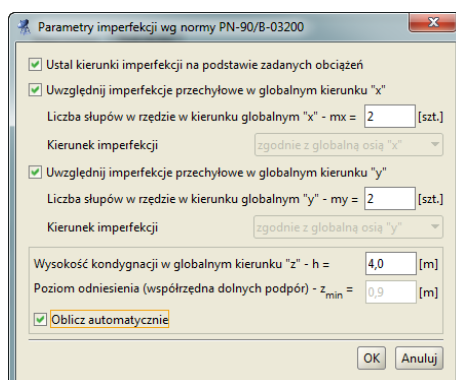 Parametry imperfekcji wg normy PN-90/B-03200
Ustal kierunki imperfekcji na podstawie zadanych obciążeń
Uwzględnij imperfekcje przechyłowe w globalnym kierunku "x"
Liczba słupów w rzędzie w kierunku globalnym "x" - mx = 2 [szt.]
Kierunek imperfekcji zgodnie z globalną osią "x"
Uwzględnij imperfekcje przechyłowe w globalnym kierunku "y"
Liczba słupów w rzędzie w kierunku globalnym "y" - my = 2 [szt.]
Kierunek imperfekcji zgodnie z globalną osią "y"
Wysokość kondygnacji w globalnym kierunku "z" - h = 4,0 [m]
Poziom odniesienia (współrzędna dolnych podpór) - z min = 0,9 [m]
Oblicz automatycznie
OK Anuluj